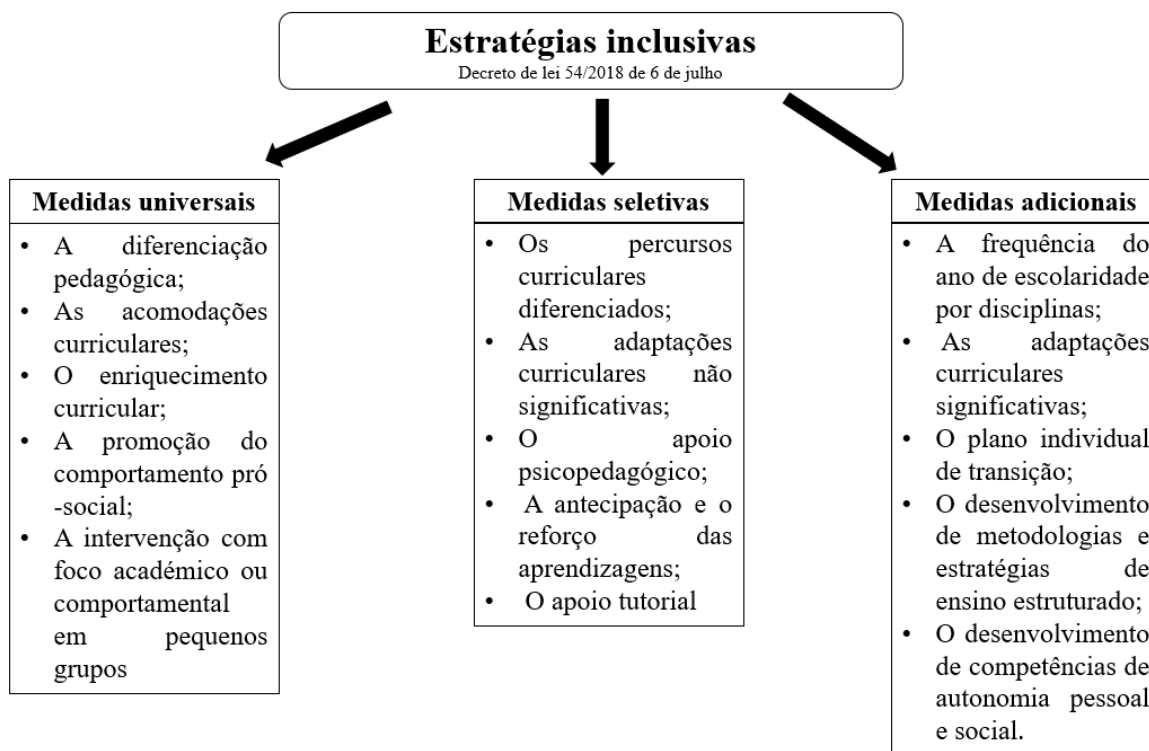 Estratégias inclusivas
Decreto de lei 54/2018 de 6 de julho
Medidas universais
• A diferenciação
pedagógica;
• As acomodações
curriculares;
• O enriquecimento
curricular;
• A promoção do
comportamento pró
-social;
• A intervenção com
foco académico ou
comportamental
em pequenos
grupos
Medidas seletivas
• Os percursos
curriculares
diferenciados;
• As adaptações
curriculares não
significativas;
• O apoio
psicopedagógico;
• A antecipação e o
reforço das
aprendizagens;
• O apoio tutorial
Medidas adicionais
• A frequência do
ano de escolaridade
por disciplinas;
• As adaptações
curriculares
significativas;
• O plano individual
de transição;
• O desenvolvimento
de metodologias e
estratégias de
ensino estruturado;
• O desenvolvimento
de competências de
autonomia pessoal
e social.